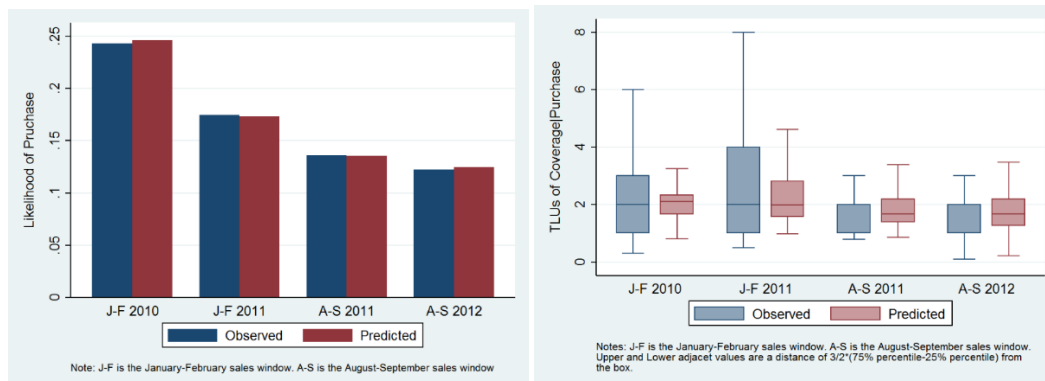 Likelihood of Pruchase
.25
.2
.15
.1
.05
0
J-F 2010
J-F 2011
A-S 2011
A-S 2012
Observed
Predicted
Note: J-F is the January-February sales window. A-S is the August-September sales window
TLUs of Coverage|Purchase
8
6
4
2
0
J-F 2010
J-F 2011
A-S 2011
A-S 2012
Observed
Predicted
Notes: J-F is the January-February sales window. A-S is the August-September sales window.
Upper and Lower adjacet values are a distance of 3/2*(75% percentile-25% percentile) from
the box.